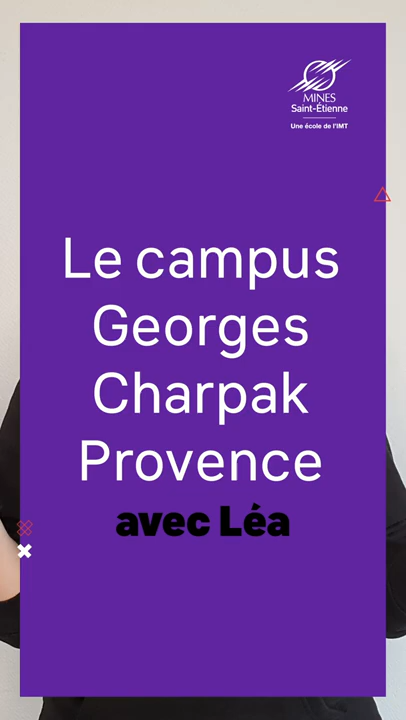 MINES
Saint-Étienne
Une école de l'IMT
Le campus
Georges
Charpak
Provence
avec Léa